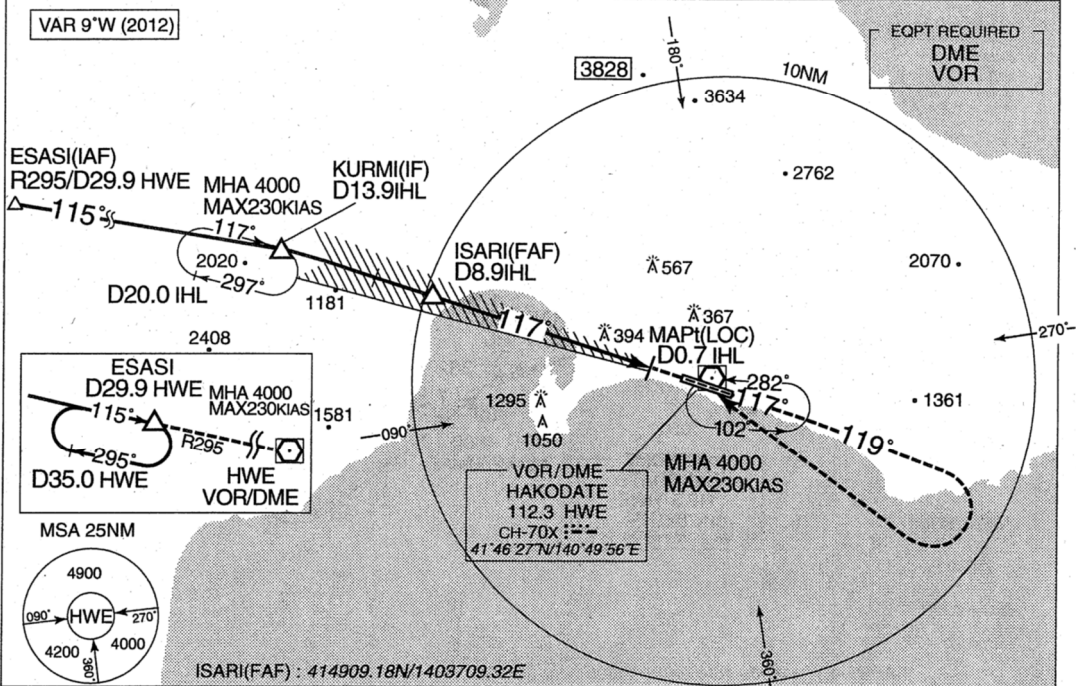 VAR 9°W (2012)
EQPT REQUIRED
DME
VOR
180°
10NM
3828
3634
2762
ESASI(IAF)
R295/D29.9 HWE
115°
MHA 4000
MAX230KIAS
117°
KURMI(IF)
D13.9IHL
2020
297°
D20.0 IHL
1181
ISARI(FAF)
D8.9IHL
567
2070
117°
367
394
MAPt(LOC)
D0.7 IHL
270°
2408
282°
117°
1361
102°
119°
ESASI
D29.9 HWE
MHA 4000
MAX230KIAS
115°
R295
295°
D35.0 HWE
HWE
VOR/DME
1581
090°
1295
1050
MHA 4000
MAX230KIAS
VOR/DME
HAKODATE
112.3 HWE
CH-70X
41°46'27"N/140°49'56"E
MSA 25NM
4900
090°
HWE
270°
4200
4000
360°
360°
ISARI(FAF) : 414909.18N/1403709.32E